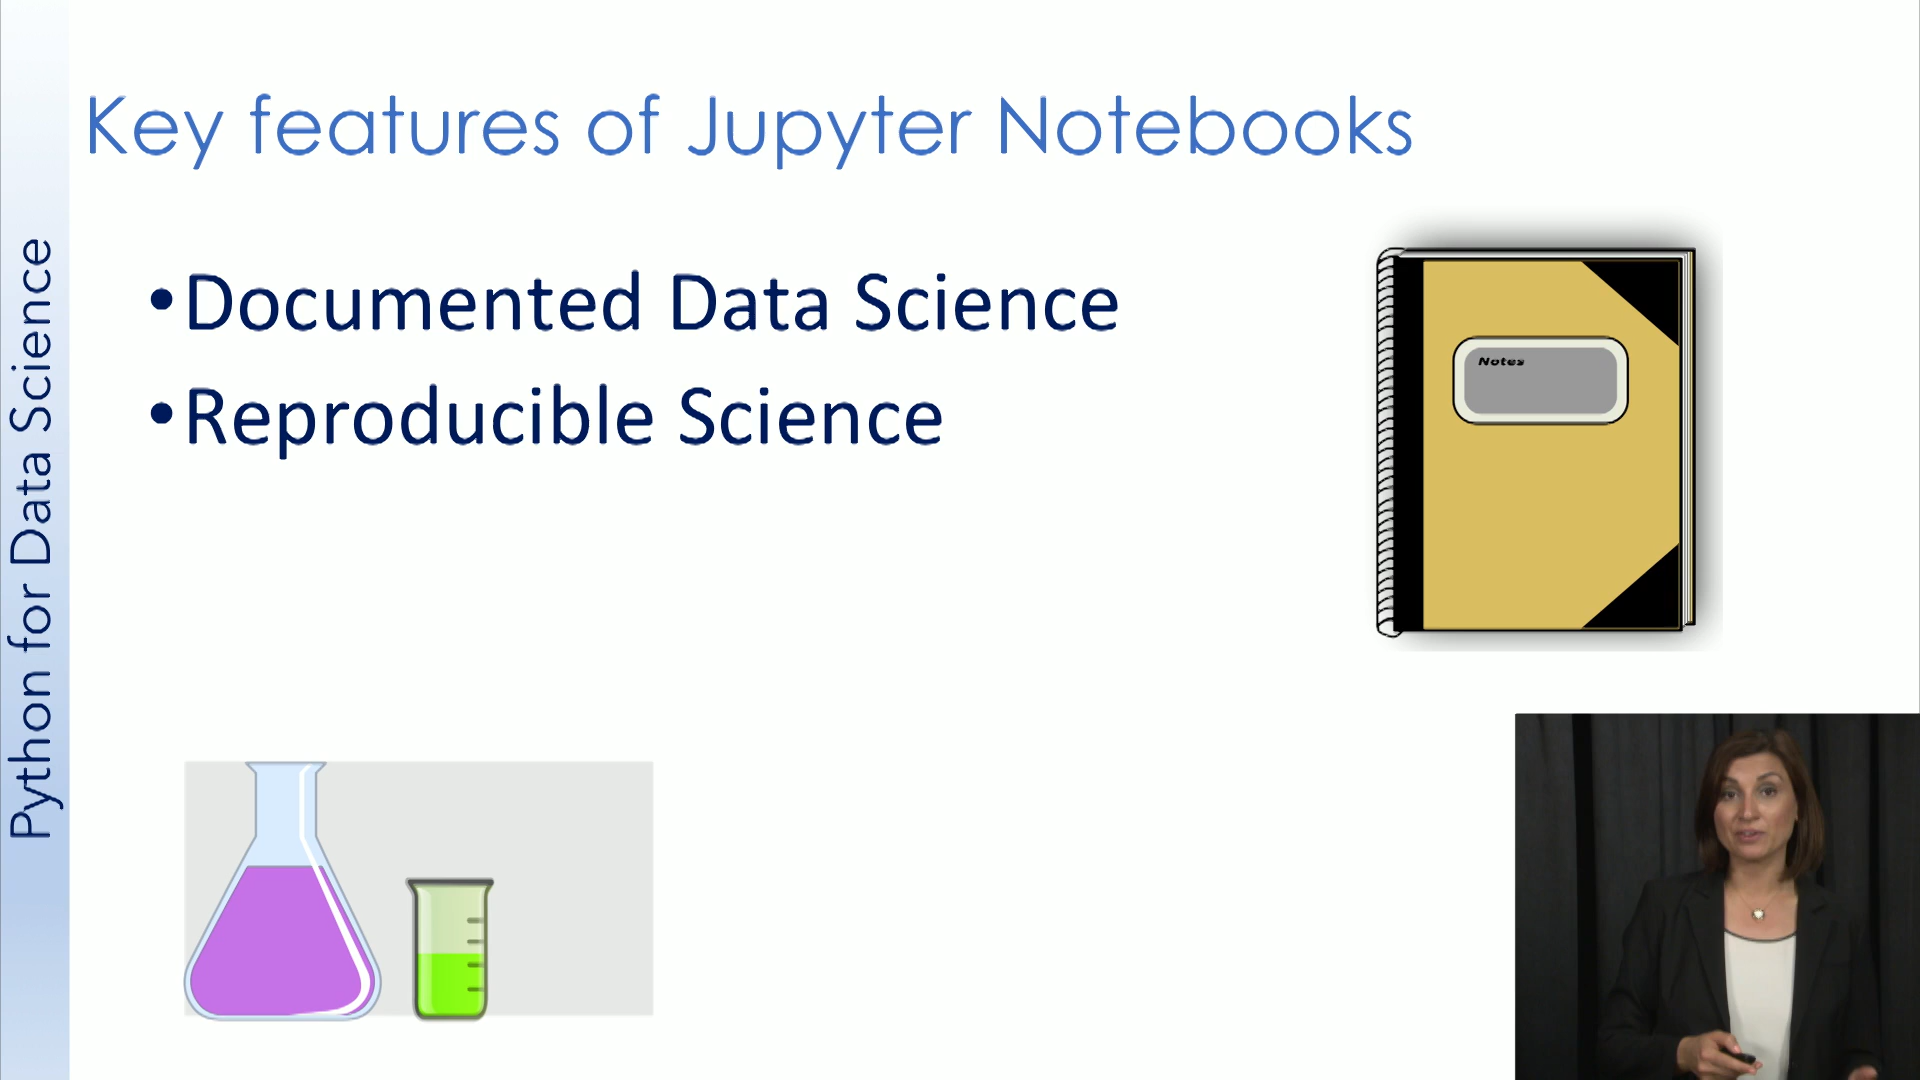 Key features of Jupyter Notebooks
•Documented Data Science
•Reproducible Science
Notes
Python for Data Science